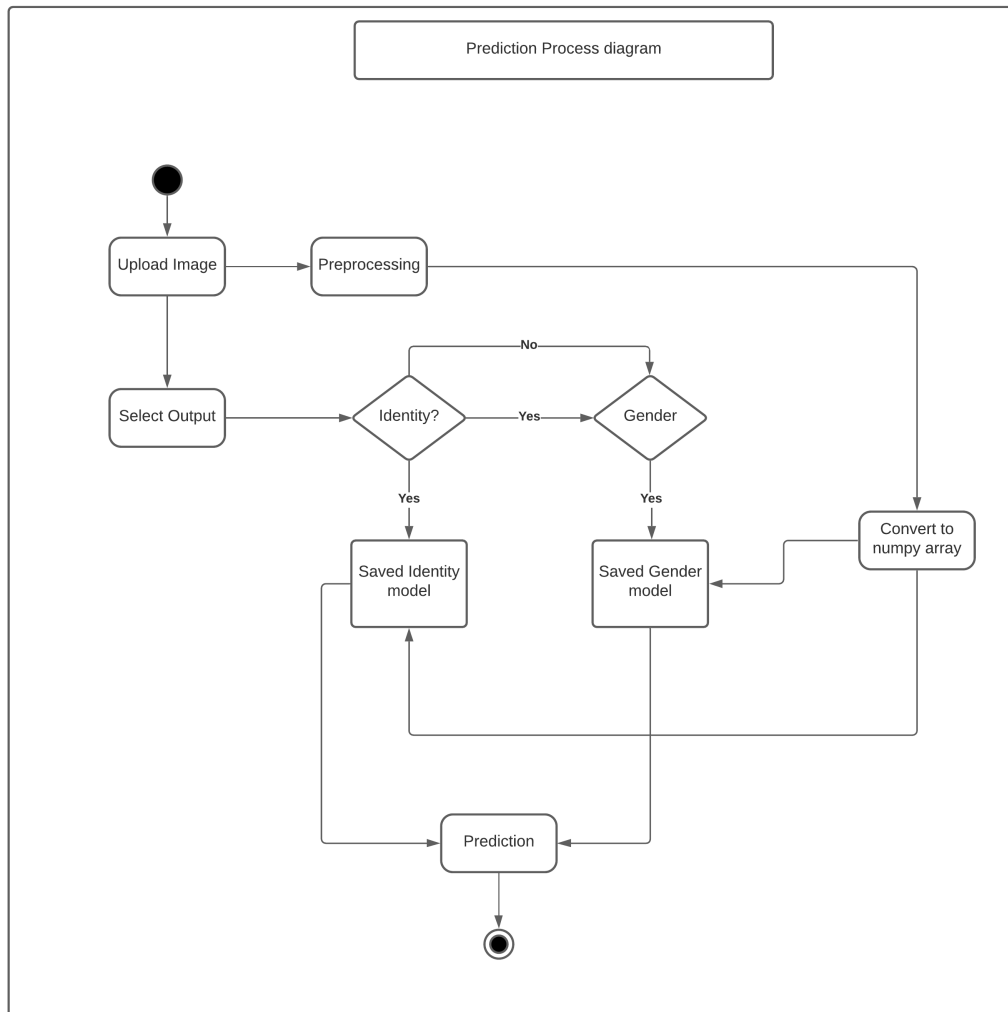 Prediction Process diagram
Upload Image
Preprocessing
No
Select Output
Identity?
Yes
Gender
Yes
Yes
Convert to
numpy array
Saved Identity
model
Saved Gender
model
Prediction